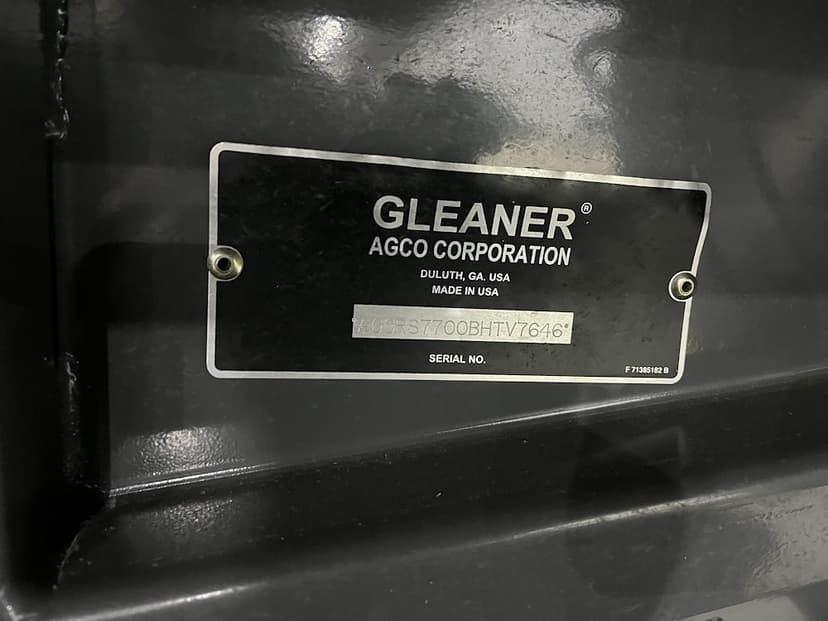 GLEANER®
AGCO CORPORATION
DULUTH, GA. USA
MADE IN USA
SERIAL NO.
F 71385182 B